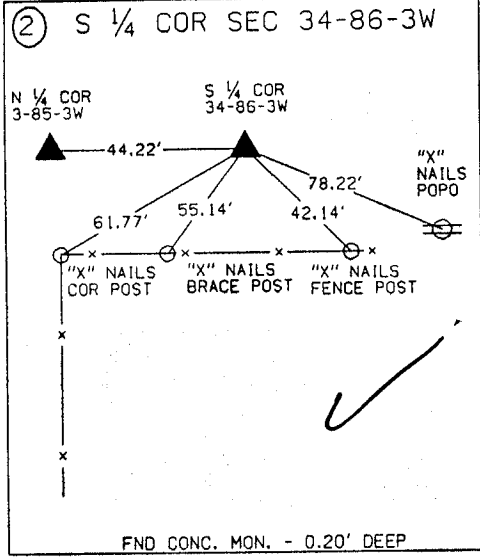 ② S 1/4 COR SEC 34-86-3W
N 1/4 COR
3-85-3W
S 1/4 COR
34-86-3W
44.22'
"X"
NAILS
POPO
78.22'
61.77'
55.14'
42.14'
"X" NAILS
COR POST
"X" NAILS
BRACE POST
"X" NAILS
FENCE POST
FND CONC. MON. - 0.20' DEEP